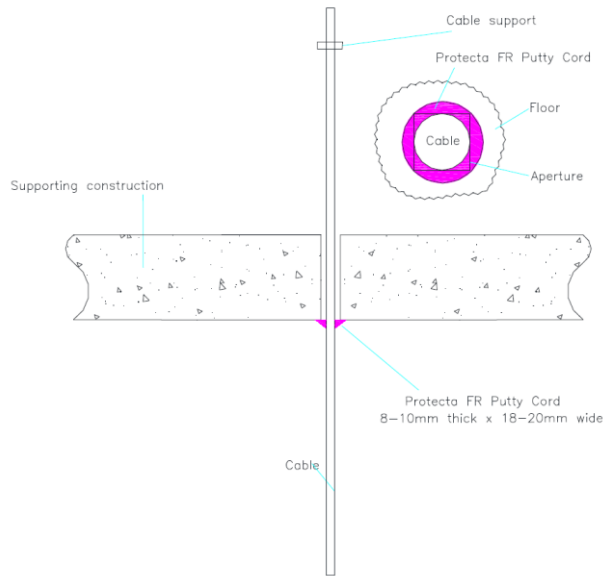 Cable support
Protecta FR Putty Cord
Floor
Cable
Aperture
Supporting construction
Protecta FR Putty Cord
8-10mm thick x 18-20mm wide
Cable